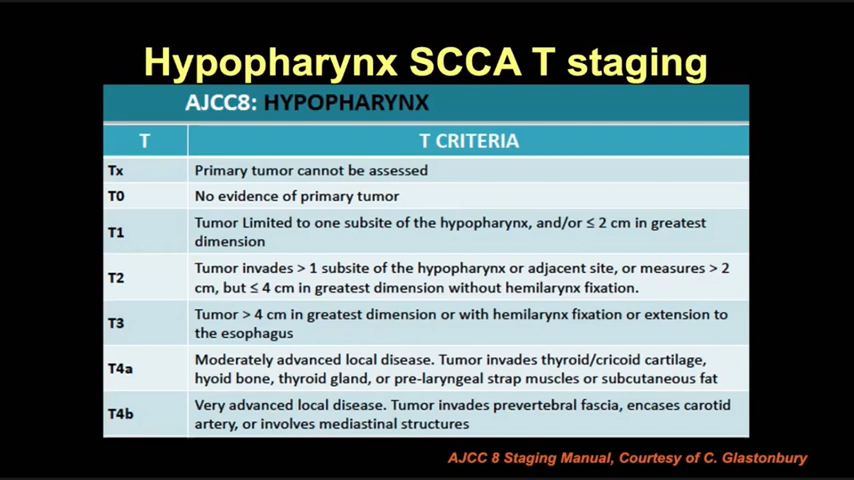 Hypopharynx SCCA T staging
AJCC8: HYPOPHARYNX
T
T CRITERIA
Tx
Primary tumor cannot be assessed
T0
No evidence of primary tumor
T1
Tumor Limited to one subsite of the hypopharynx, and/or ≤ 2 cm in greatest
dimension
T2
Tumor invades > 1 subsite of the hypopharynx or adjacent site, or measures > 2
cm, but ≤ 4 cm in greatest dimension without hemilarynx fixation.
T3
Tumor > 4 cm in greatest dimension or with hemilarynx fixation or extension to
the esophagus
T4a
Moderately advanced local disease. Tumor invades thyroid/cricoid cartilage,
hyoid bone, thyroid gland, or pre-laryngeal strap muscles or subcutaneous fat
T4b
Very advanced local disease. Tumor invades prevertebral fascia, encases carotid
artery, or involves mediastinal structures
AJCC 8 Staging Manual, Courtesy of C. Glastonbury